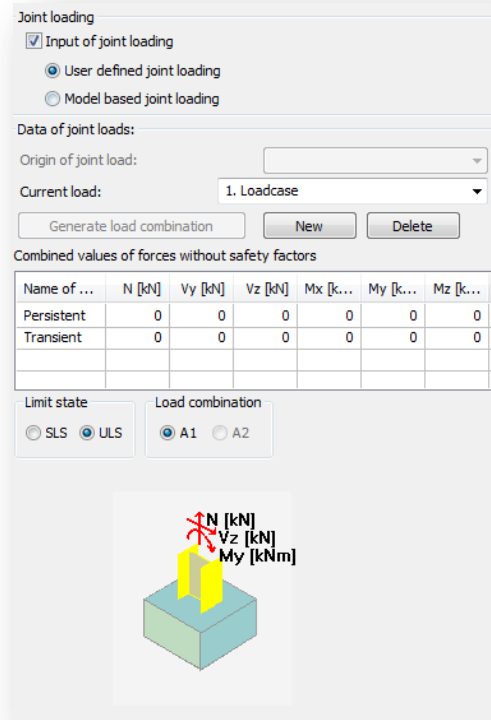 Joint loading
Input of joint loading
User defined joint loading
Model based joint loading
Data of joint loads:
Origin of joint load:
Current load: 1. Loadcase
Generate load combination New Delete
Combined values of forces without safety factors
Name of ... N [kN] Vy [kN] Vz [kN] Mx [k... My [k... Mz [k...
Persistent 0 0 0 0 0 0
Transient 0 0 0 0 0 0
Limit state Load combination
SLS ULS A1 A2
N [kN]
Vz [kN]
My [kNm]